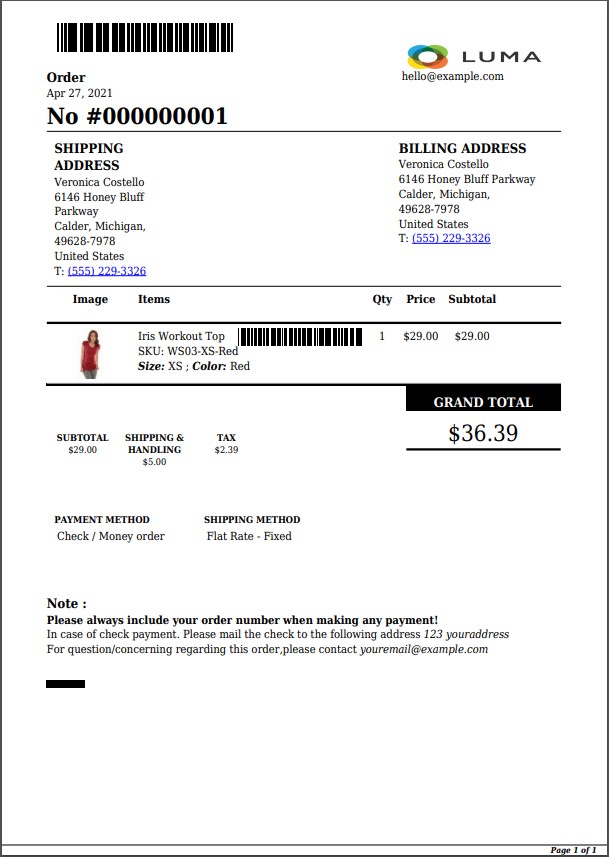 LUMA
hello@example.com
Order
Apr 27, 2021
No #000000001
SHIPPING
ADDRESS
Veronica Costello
6146 Honey Bluff
Parkway
Calder, Michigan,
49628-7978
United States
T: (555) 229-3326
BILLING ADDRESS
Veronica Costello
6146 Honey Bluff Parkway
Calder, Michigan,
49628-7978
United States
T: (555) 229-3326
Image Items Qty Price Subtotal
Iris Workout Top 1 $29.00 $29.00
SKU: WS03-XS-Red
Size: XS ; Color: Red
GRAND TOTAL
$36.39
SUBTOTAL
$29.00
SHIPPING &
HANDLING
$5.00
TAX
$2.39
PAYMENT METHOD
Check / Money order
SHIPPING METHOD
Flat Rate - Fixed
Note :
Please always include your order number when making any payment!
In case of check payment. Please mail the check to the following address 123 youraddress
For question/concerning regarding this order,please contact youremail@example.com
Page 1 of 1